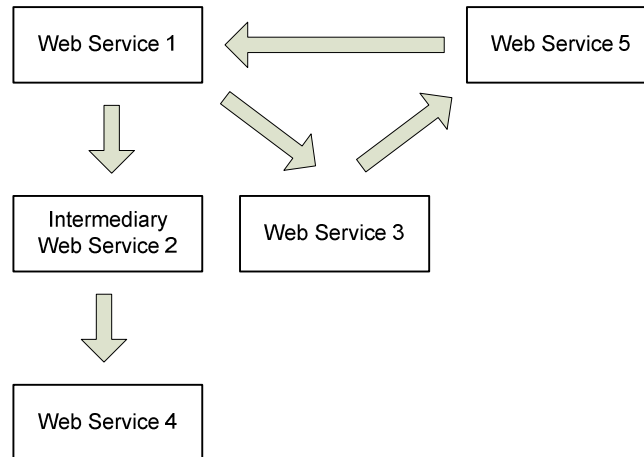 Web Service 1
Web Service 5
Intermediary
Web Service 2
Web Service 3
Web Service 4